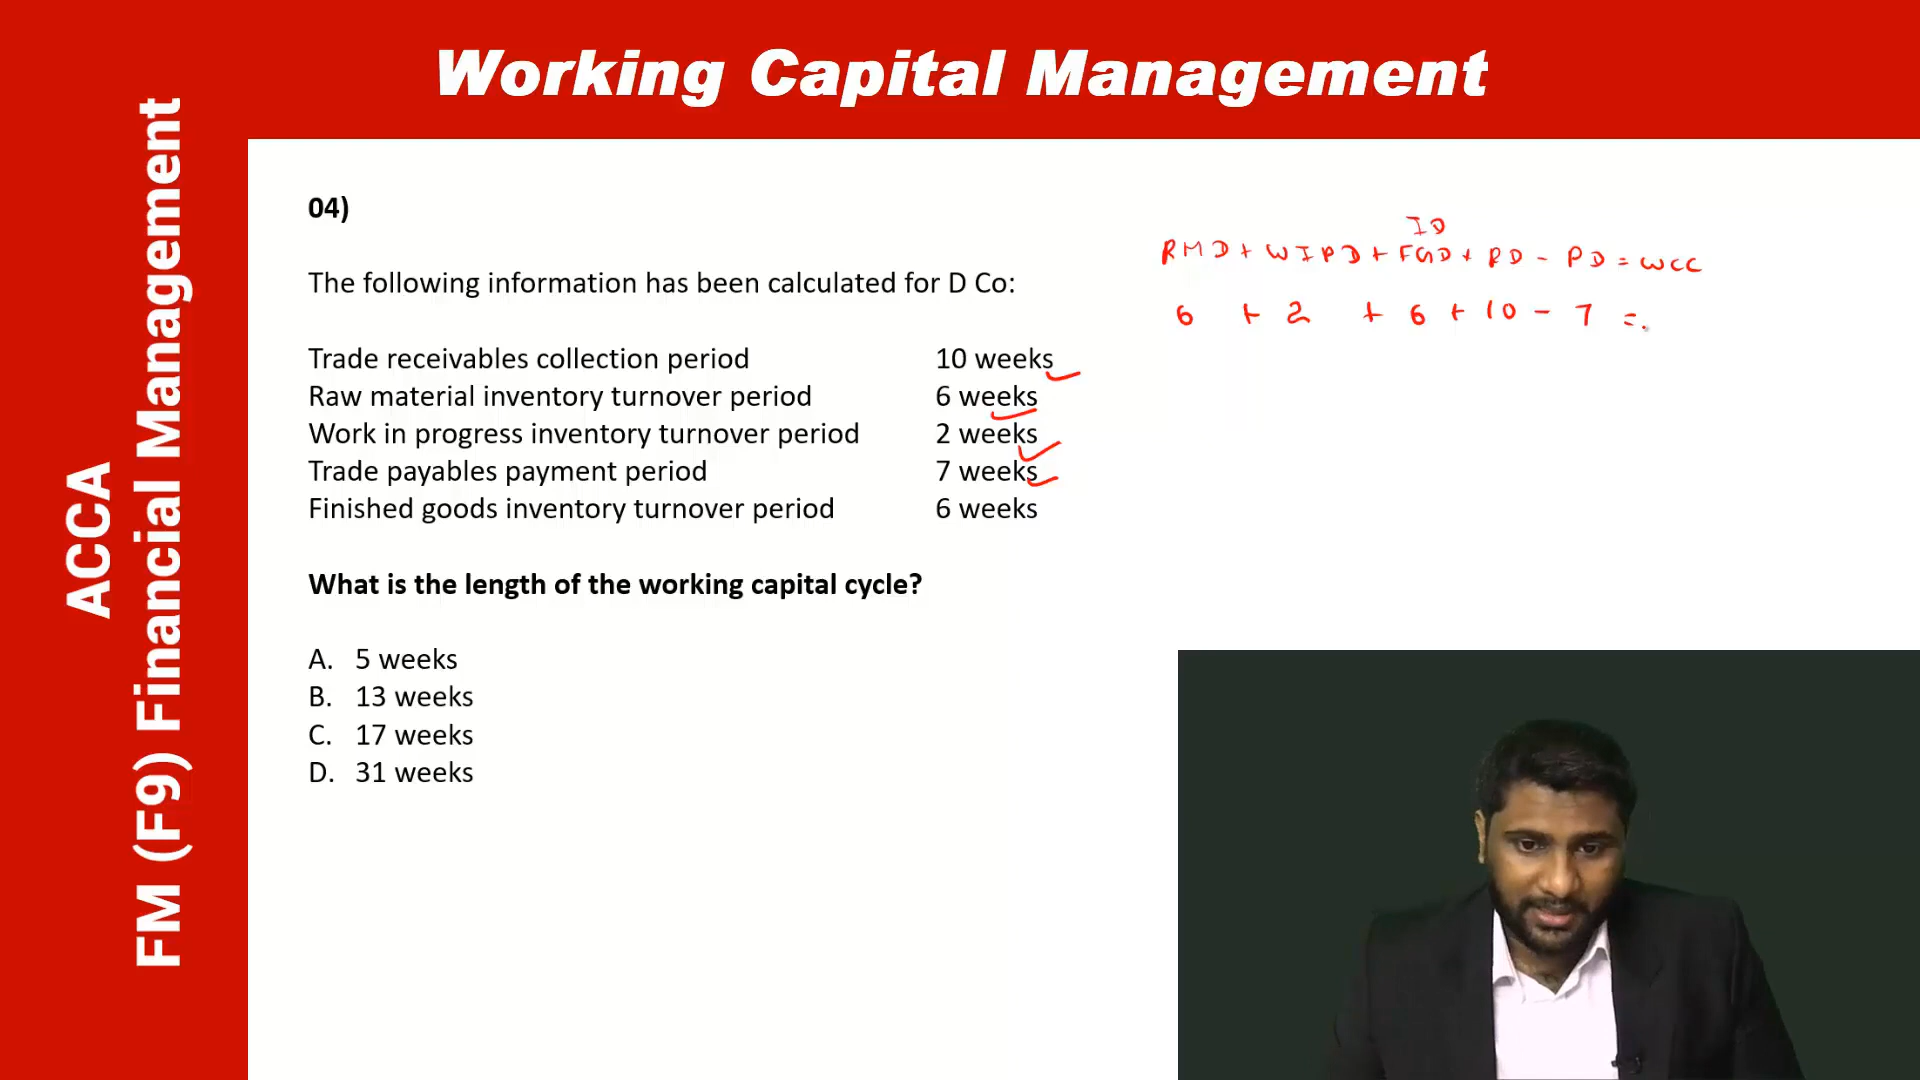 Working Capital Management
ACCA
FM (F9) Financial Management
04)
The following information has been calculated for D Co:
Trade receivables collection period 10 weeks
Raw material inventory turnover period 6 weeks
Work in progress inventory turnover period 2 weeks
Trade payables payment period 7 weeks
Finished goods inventory turnover period 6 weeks
What is the length of the working capital cycle?
A. 5 weeks
B. 13 weeks
C. 17 weeks
D. 31 weeks
ID
RMD + WIPD + FGD + RD - PD = WCC
6 + 2 + 6 + 10 - 7 =